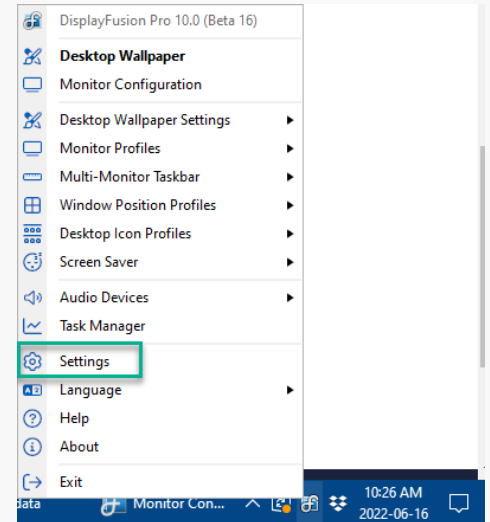 DisplayFusion Pro 10.0 (Beta 16)
Desktop Wallpaper
Monitor Configuration
Desktop Wallpaper Settings
Monitor Profiles
Multi-Monitor Taskbar
Window Position Profiles
Desktop Icon Profiles
Screen Saver
Audio Devices
Task Manager
Settings
Language
Help
About
Exit
data
Monitor Con...
10:26 AM
2022-06-16